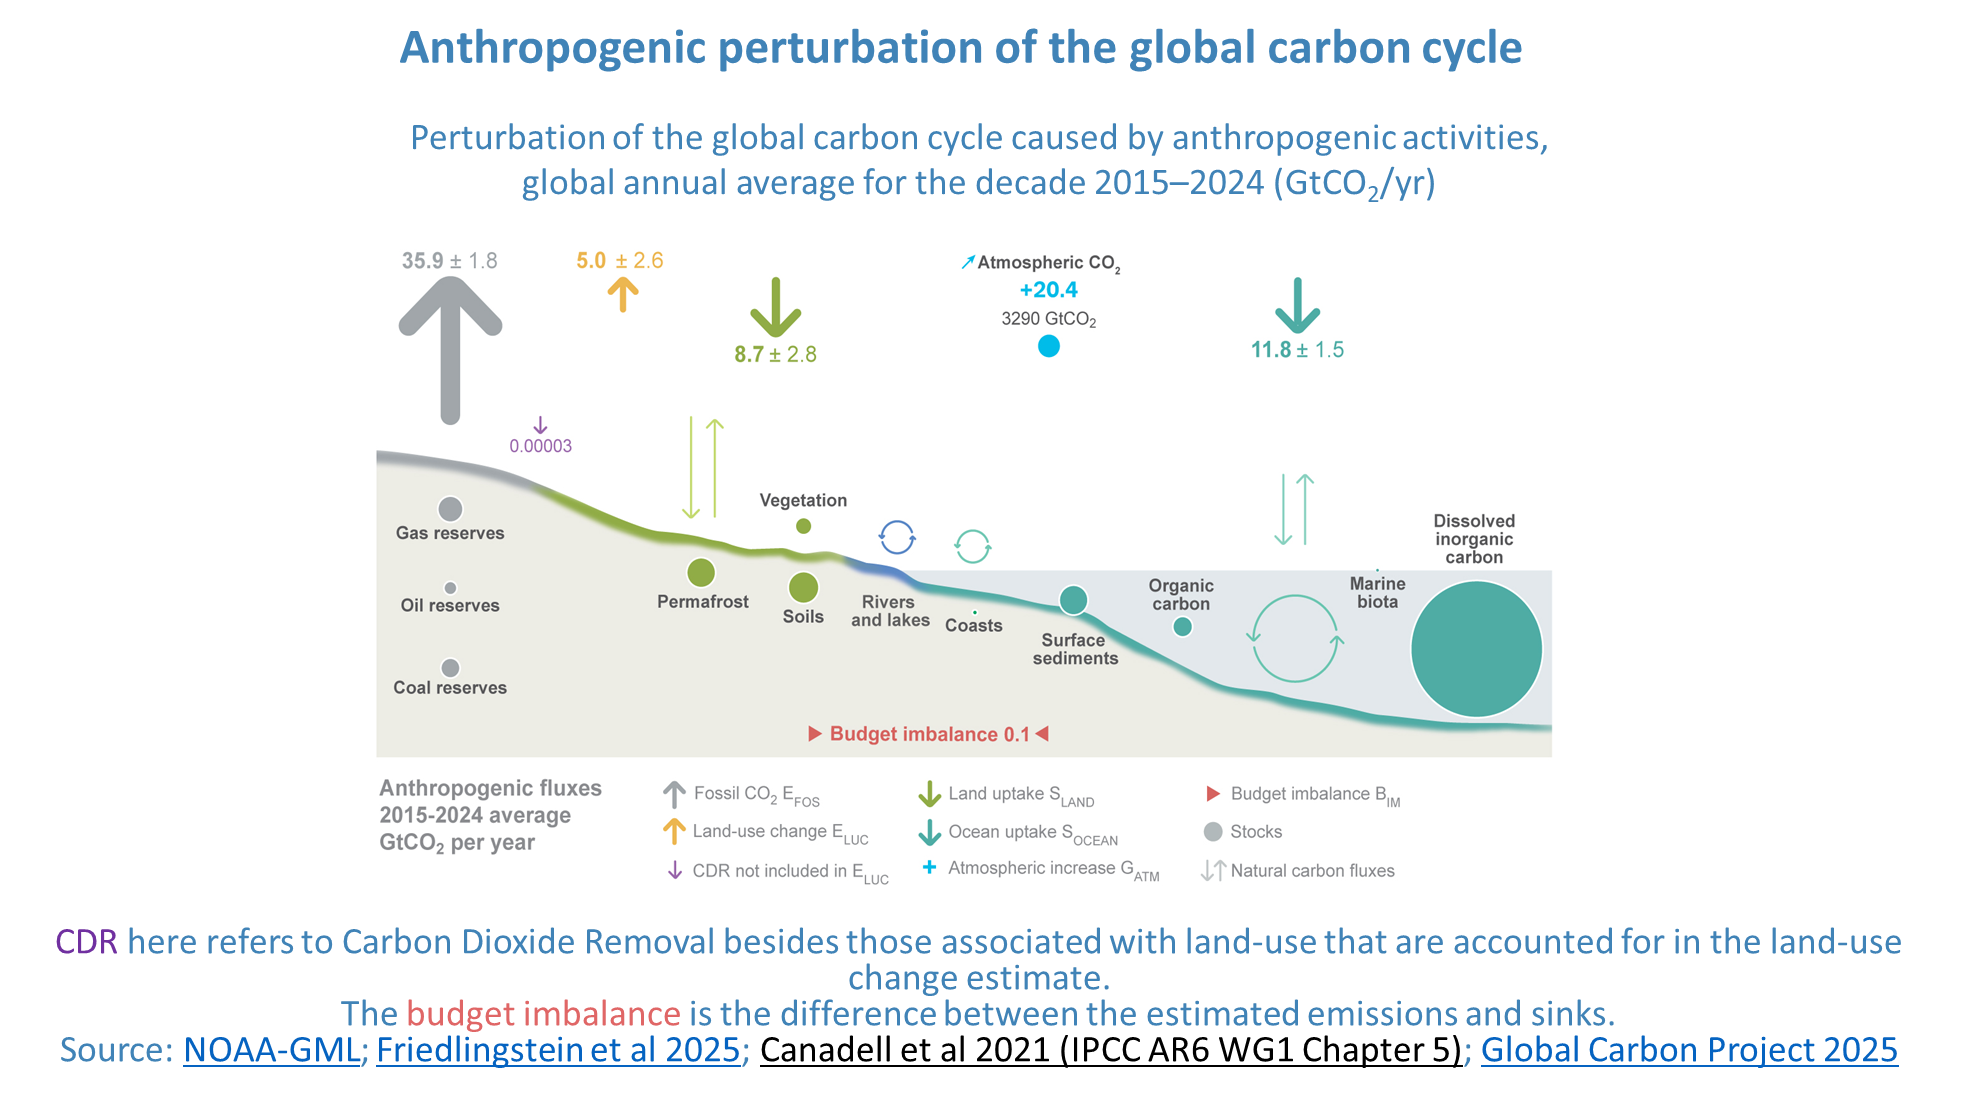 Anthropogenic perturbation of the global carbon cycle
Perturbation of the global carbon cycle caused by anthropogenic activities,
global annual average for the decade 2015–2024 (GtCO₂/yr)
35.9 ± 1.8
5.0 ± 2.6
8.7 ± 2.8
Atmospheric CO₂
+20.4
3290 GtCO₂
11.8 ± 1.5
0.00003
Gas reserves
Oil reserves
Coal reserves
Permafrost
Vegetation
Soils
Rivers
and lakes
Coasts
Surface
sediments
Organic
carbon
Marine
biota
Dissolved
inorganic
carbon
Budget imbalance 0.1
Anthropogenic fluxes
2015-2024 average
GtCO₂ per year
Fossil CO₂ EFOS
Land-use change ELUC
CDR not included in ELUC
Land uptake SLAND
Ocean uptake SOCEAN
+ Atmospheric increase GATM
Budget imbalance BIM
Stocks
Natural carbon fluxes
CDR here refers to Carbon Dioxide Removal besides those associated with land-use that are accounted for in the land-use
change estimate.
The budget imbalance is the difference between the estimated emissions and sinks.
Source: NOAA-GML; Friedlingstein et al 2025; Canadell et al 2021 (IPCC AR6 WG1 Chapter 5); Global Carbon Project 2025